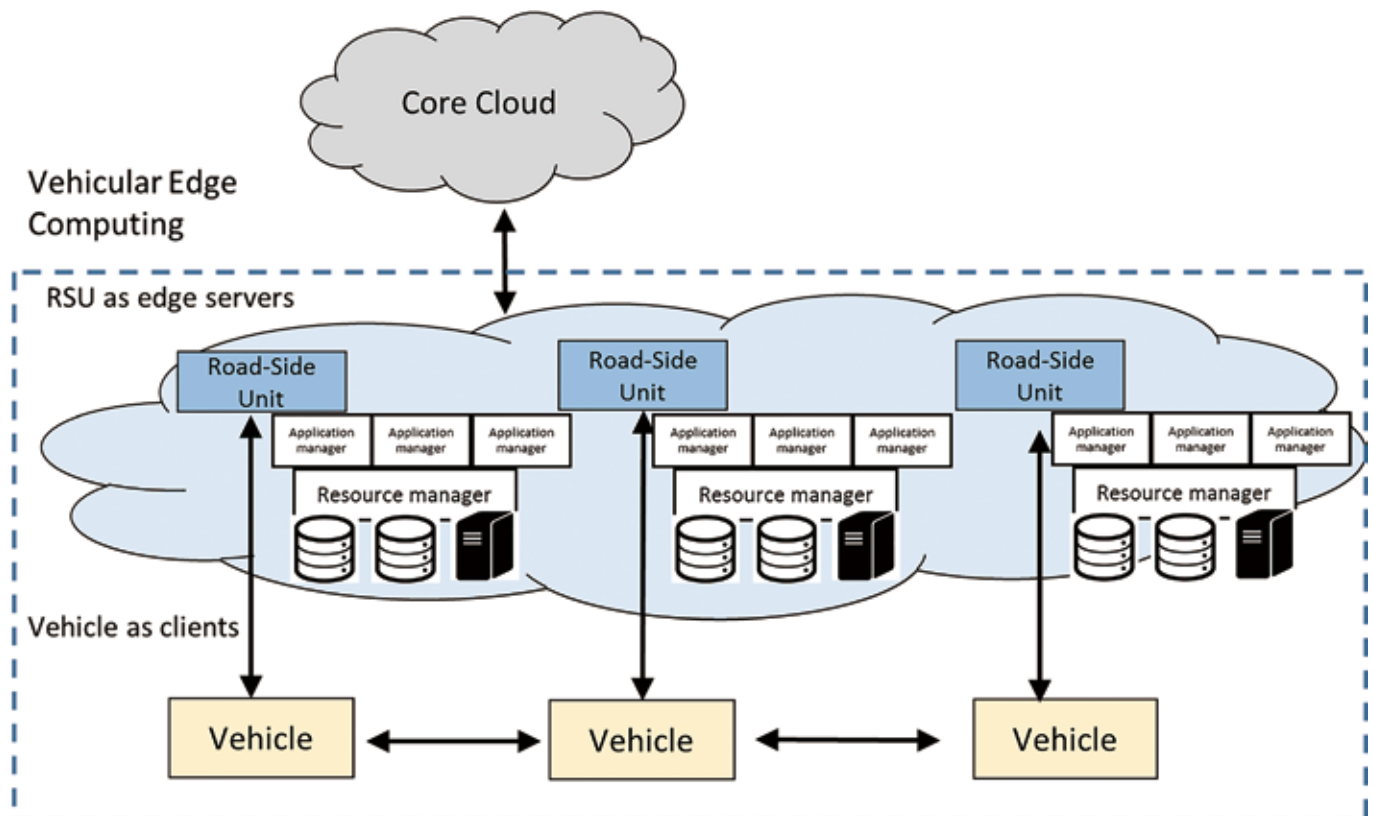 Core Cloud
Vehicular Edge
Computing
RSU as edge servers
Road-Side
Unit
Road-Side
Unit
Road-Side
Unit
Application
manager
Application
manager
Application
manager
Application
manager
Application
manager
Application
manager
Application
manager
Application
manager
Application
manager
Resource manager
Resource manager
Resource manager
Vehicle as clients
Vehicle
Vehicle
Vehicle